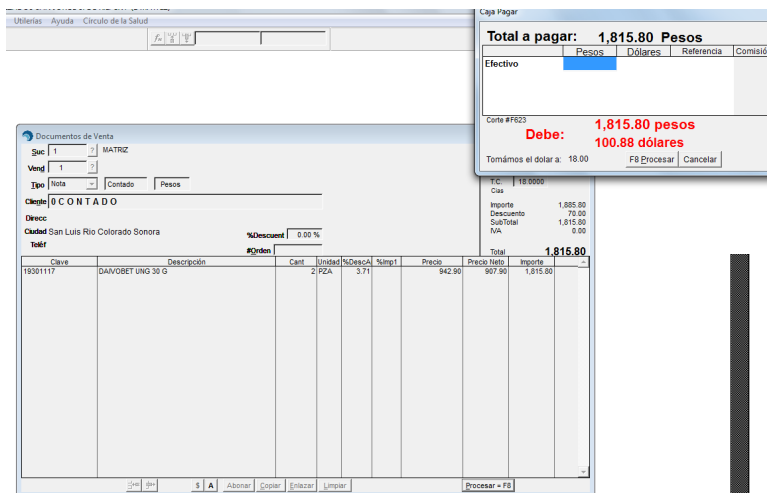 Utilerías Ayuda Círculo de la Salud
Caja Pagar
Total a pagar: 1,815.80 Pesos
Pesos Dólares Referencia Comisió
Efectivo
Corte #F623
Debe: 1,815.80 pesos
100.88 dólares
Tomámos el dolar a: 18.00 F8 Procesar Cancelar
Documentos de Venta
Suc 1 ? MATRIZ
Vend 1 ?
Tipo Nota Contado Pesos
T.C. 18.0000
Cias
Cliente 0 C O N T A D O
Importe 1,885.80
Direcc
Descuento 70.00
SubTotal 1,815.80
Ciudad San Luis Rio Colorado Sonora %Descuent 0.00 %
IVA 0.00
Teléf
#Orden
Total 1,815.80
Clave Descripción Cant Unidad %DescA %Imp1 Precio Precio Neto Importe
19301117 DAIVOBET UNG 30 G 2 PZA 3.71 942.90 907.90 1,815.80
$ A Abonar Copiar Enlazar Limpiar Procesar = F8